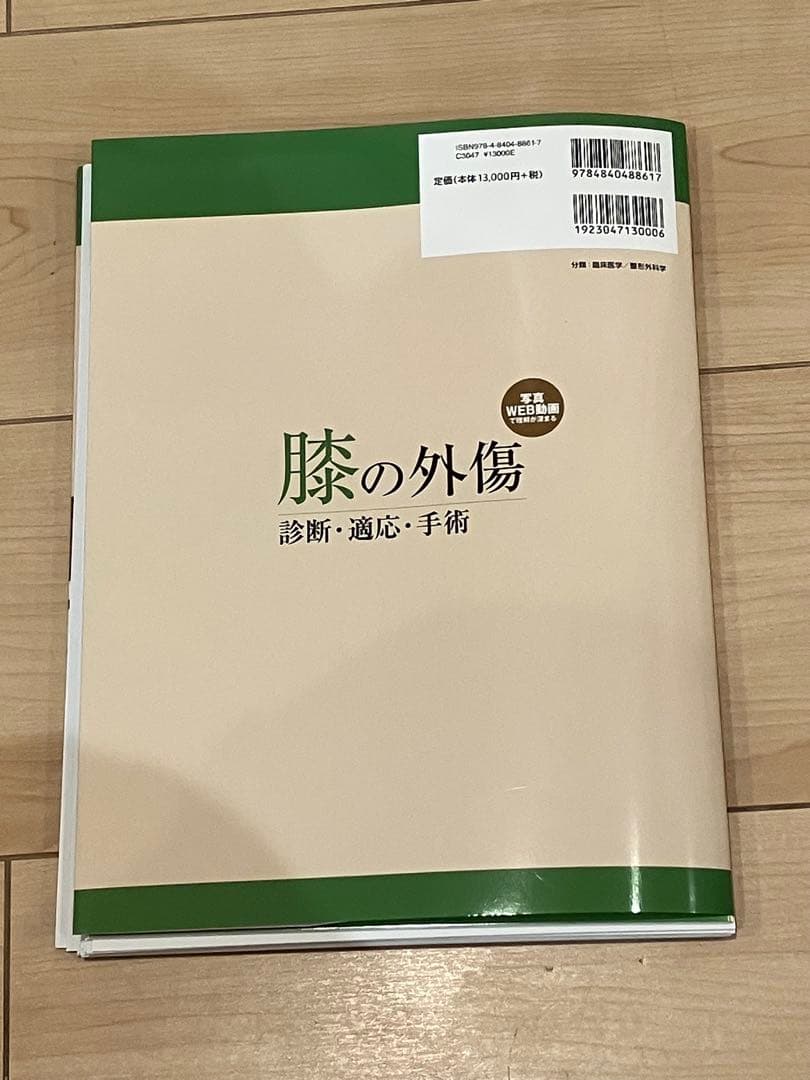 ISBN978-4-8404-8861-7
C3047 ¥13000E
定価(本体13,000円+税)
9784840488617
1923047130006
分類:臨床医学/整形外科学
写真
WEB動画
で理解が深まる
膝の外傷
診断・適応・手術